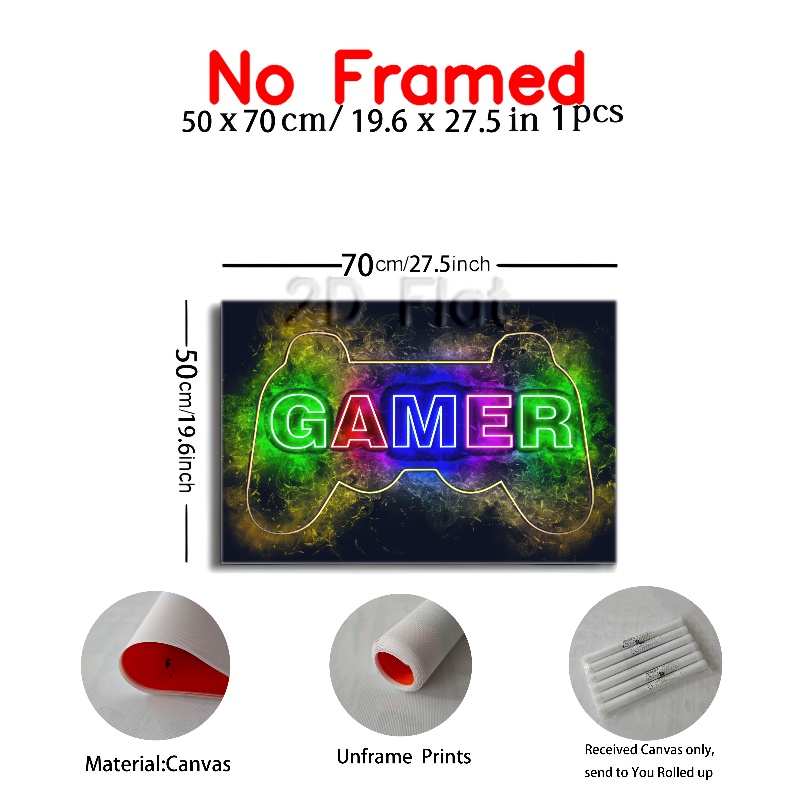 No Framed
50 x 70 cm/ 19.6 x 27.5 in 1pcs
70cm/27.5inch
2D Flat
50cm/19.6inch
GAMER
Material:Canvas
Unframe Prints
Received Canvas only,
send to You Rolled up